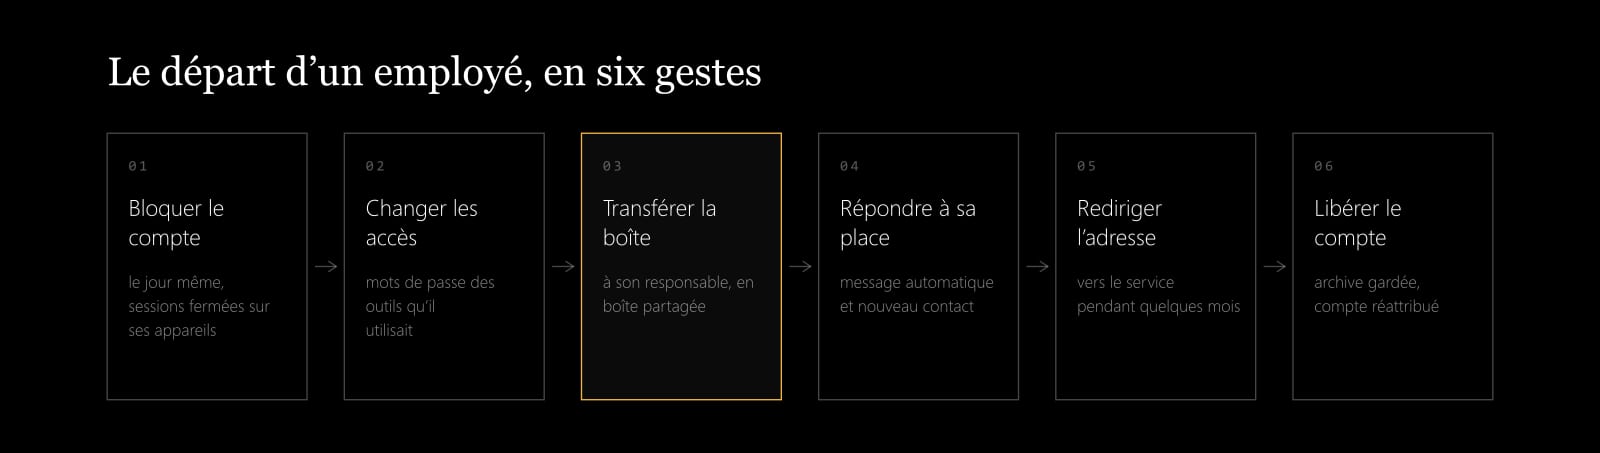 Le départ d’un employé, en six gestes
01
Bloquer le
compte
le jour même,
sessions fermées sur
ses appareils
02
Changer les
accès
mots de passe des
outils qu’il
utilisait
03
Transférer la
boîte
à son responsable, en
boîte partagée
04
Répondre à sa
place
message automatique
et nouveau contact
05
Rediriger
l’adresse
vers le service
pendant quelques mois
06
Libérer le
compte
archive gardée,
compte réattribué